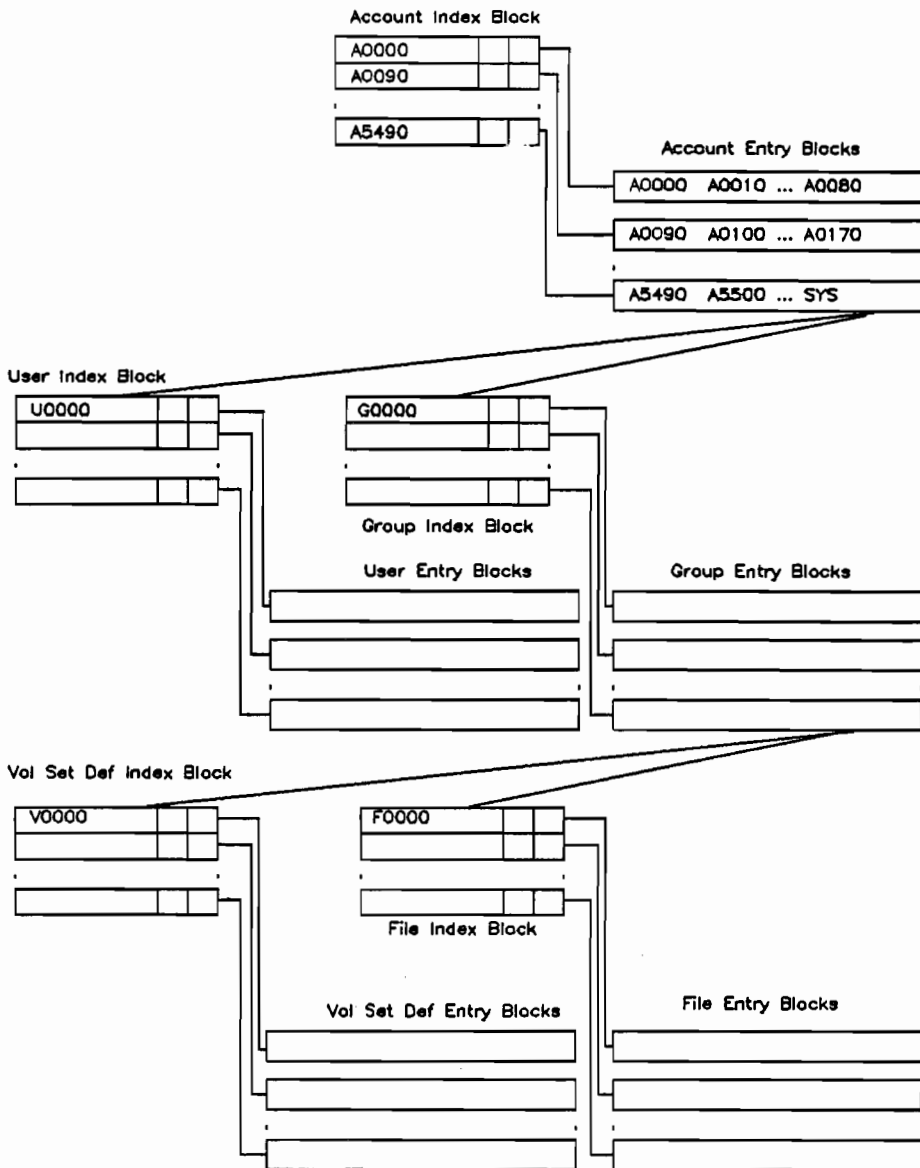 Account Index Block
A0000
A0090
A5490
Account Entry Blocks
A0000 A0010 ... A0080
A0090 A0100 ... A0170
A5490 A5500 ... SYS
User Index Block
U0000
G0000
Group Index Block
User Entry Blocks
Group Entry Blocks
Vol Set Def Index Block
V0000
F0000
File Index Block
Vol Set Def Entry Blocks
File Entry Blocks